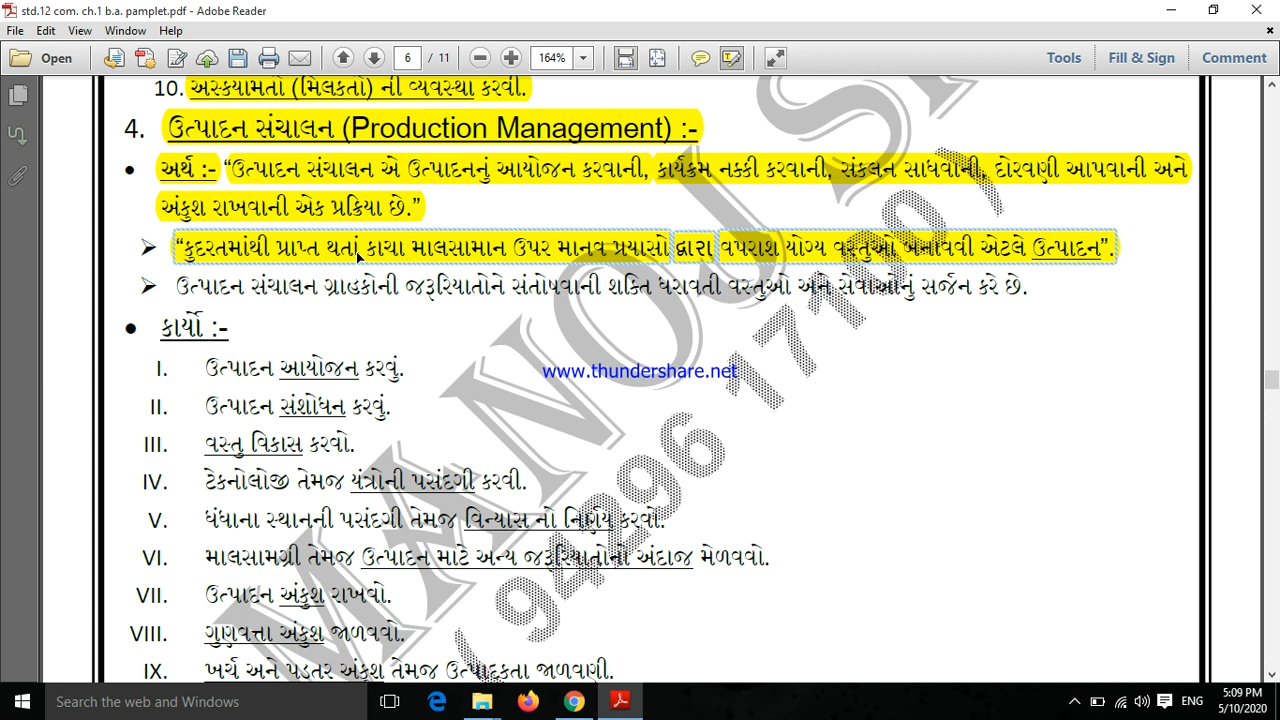 std.12 com. ch.1 b.a. pamplet.pdf - Adobe Reader
File Edit View Window Help
Open 6 / 11 164% Tools Fill & Sign Comment
10. અસ્કયામતો (મિલકતો) ની વ્યવસ્થા કરવી.
4. ઉત્પાદન સંચાલન (Production Management) :-
• અર્થ :- “ઉત્પાદન સંચાલન એ ઉત્પાદનનું આયોજન કરવાની, કાર્યક્રમ નક્કી કરવાની, સંકલન સાધવાની, દોરવણી આપવાની અને
અંકુશ રાખવાની એક પ્રક્રિયા છે.”
“કુદરતમાંથી પ્રાપ્ત થતાં કાચા માલસામાન ઉપર માનવ પ્રયાસો દ્વારા વપરાશ યોગ્ય વસ્તુઓ બનાવવી એટલે ઉત્પાદન”.
ઉત્પાદન સંચાલન ગ્રાહકોની જરૂરિયાતોને સંતોષવાની શક્તિ ધરાવતી વસ્તુઓ અને સેવાઓનું સર્જન કરે છે.
• કાર્યો :-
I. ઉત્પાદન આયોજન કરવું.
www.thundershare.net
II. ઉત્પાદન સંશોધન કરવું.
III. વસ્તુ વિકાસ કરવો.
IV. ટેકનોલોજી તેમજ યંત્રોની પસંદગી કરવી.
V. ધંધાના સ્થાનની પસંદગી તેમજ વિન્યાસ નો નિર્ણય કરવો.
VI. માલસામગ્રી તેમજ ઉત્પાદન માટે અન્ય જરૂરિયાતોના અંદાજ મેળવવો.
VII. ઉત્પાદન અંકુશ રાખવો.
VIII. ગુણવત્તા અંકુશ જાળવવો.
IX. ખર્ચ અને પડતર અંકુશ તેમજ ઉત્પાદકતા જાળવાણી.
MANOJ
( 94296 17100 )
Search the web and Windows
ENG
5:09 PM
5/10/2020